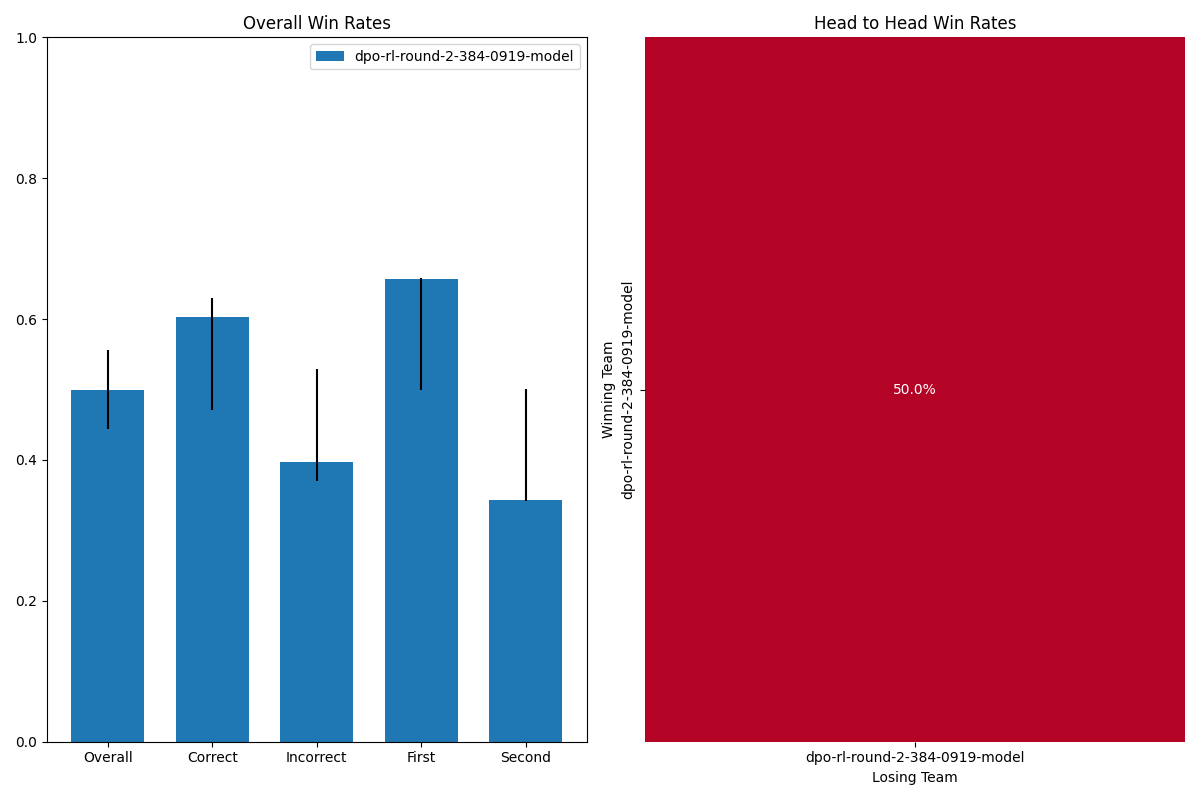 Overall Win Rates
dpo-rl-round-2-384-0919-model
1.0
0.8
0.6
0.4
0.2
0.0
Overall
Correct
Incorrect
First
Second
Head to Head Win Rates
Winning Team
dpo-rl-round-2-384-0919-model
50.0%
dpo-rl-round-2-384-0919-model
Losing Team